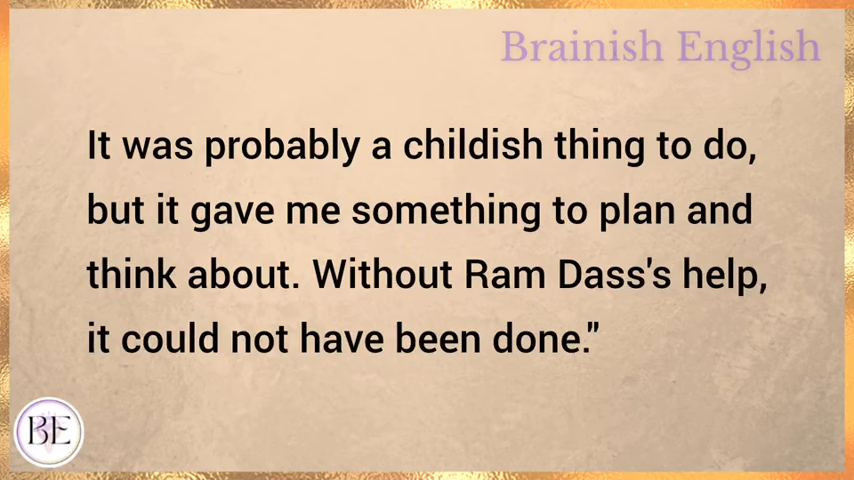 Brainish English
It was probably a childish thing to do,
but it gave me something to plan and
think about. Without Ram Dass's help,
it could not have been done."
BE